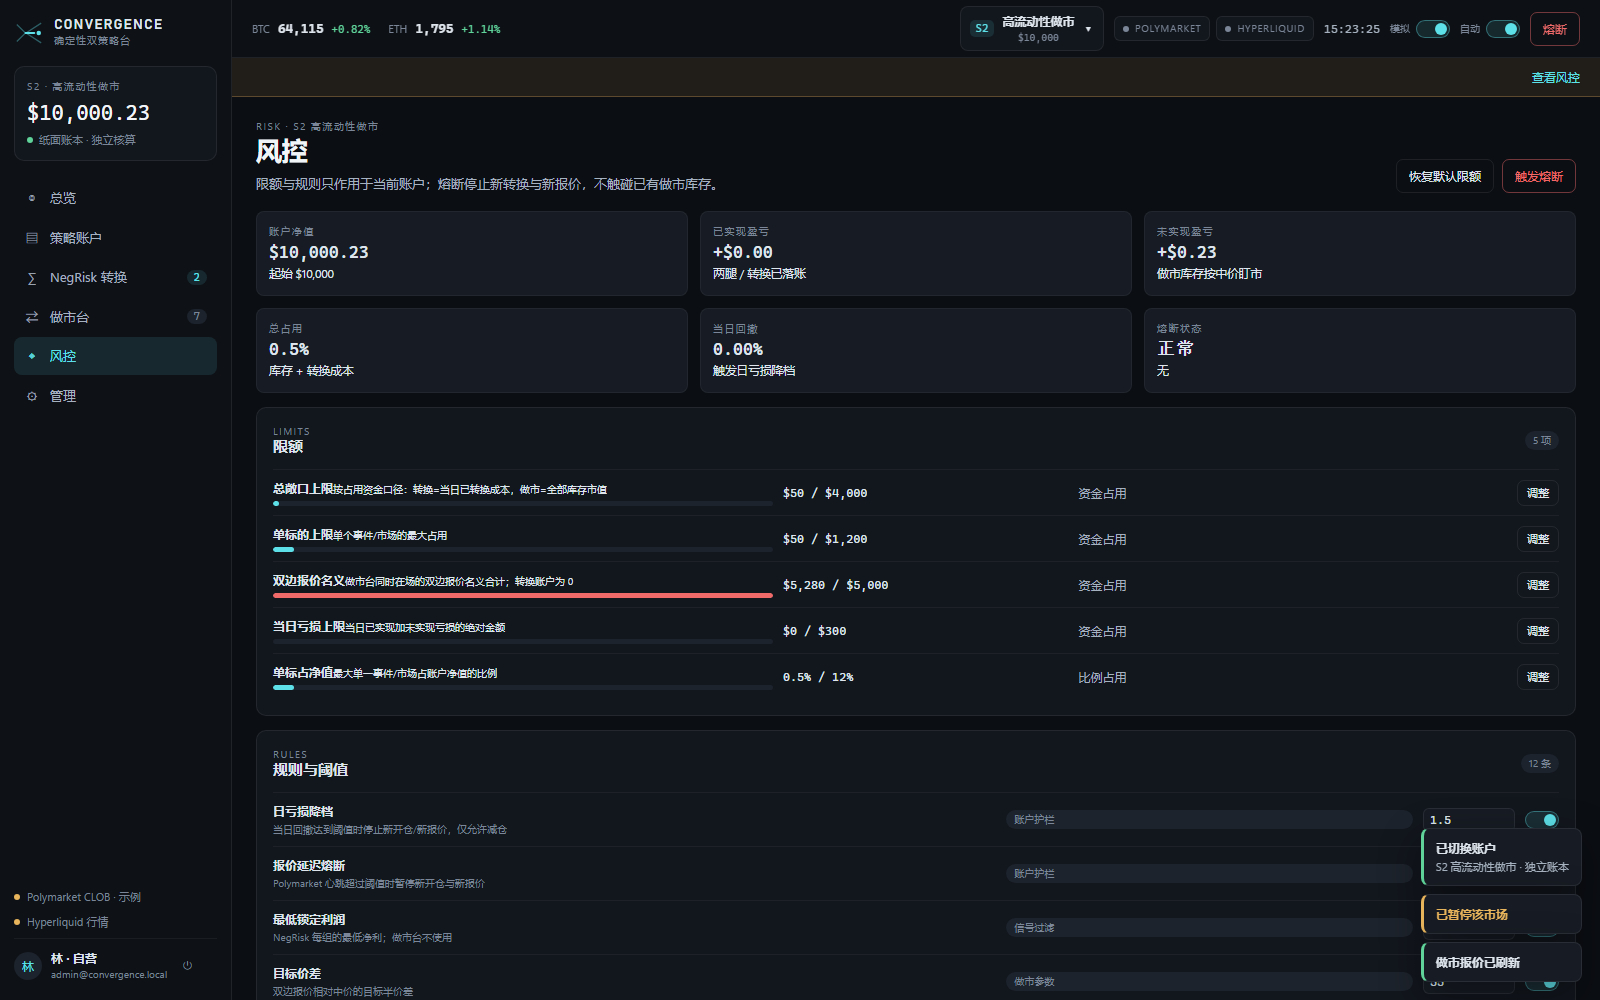 CONVERGENCE
确定性双策略台
S2 · 高流动性做市
$10,000.23
纸面账本 · 独立核算
总览
策略账户
NegRisk 转换
2
做市台
7
风控
管理
Polymarket CLOB · 示例
Hyperliquid 行情
林
林 · 自营
admin@convergence.local
BTC 64,115 +0.82% ETH 1,795 +1.14%
S2
高流动性做市
$10,000
POLYMARKET
HYPERLIQUID
15:23:25
模拟
自动
熔断
查看风控
RISK · S2 高流动性做市
风控
限额与规则只作用于当前账户；熔断停止新转换与新报价，不触碰已有做市库存。
恢复默认限额
触发熔断
账户净值
$10,000.23
起始 $10,000
已实现盈亏
+$0.00
两腿 / 转换已落账
未实现盈亏
+$0.23
做市库存按中价盯市
总占用
0.5%
库存 + 转换成本
当日回撤
0.00%
触发日亏损降档
熔断状态
正常
无
LIMITS
限额
5 项
总敞口上限按占用资金口径：转换=当日已转换成本，做市=全部库存市值
$50 / $4,000
资金占用
调整
单标的上限单个事件/市场的最大占用
$50 / $1,200
资金占用
调整
双边报价名义做市台同时在场的双边报价名义合计；转换账户为 0
$5,280 / $5,000
资金占用
调整
当日亏损上限当日已实现加未实现亏损的绝对金额
$0 / $300
资金占用
调整
单标占净值最大单一事件/市场占账户净值的比例
0.5% / 12%
比例占用
调整
RULES
规则与阈值
12 条
日亏损降档
当日回撤达到阈值时停止新开仓/新报价，仅允许减仓
账户护栏
1.5
报价延迟熔断
Polymarket 心跳超过阈值时暂停新开仓与新报价
账户护栏
最低锁定利润
NegRisk 每组的最低净利；做市台不使用
信号过滤
目标价差
双边报价相对中价的目标半价差
做市参数
已切换账户
S2 高流动性做市 · 独立账本
已暂停该市场
做市报价已刷新